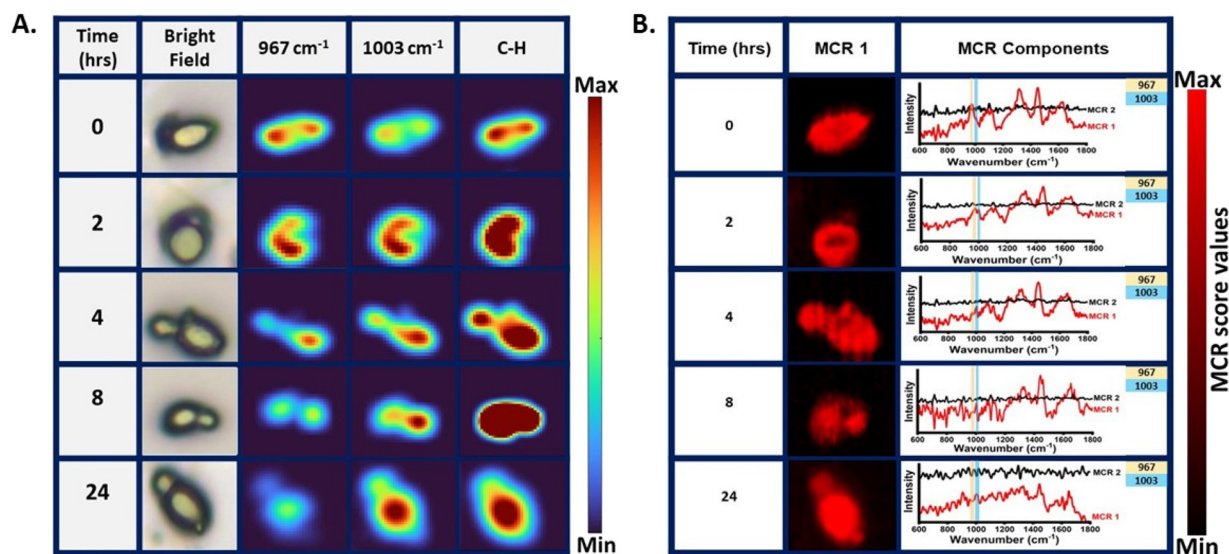 A.
Time (hrs) Bright Field 967 cm⁻¹ 1003 cm⁻¹ C-H
0
2
4
8
24
Max
Min
B.
Time (hrs) MCR 1 MCR Components
0
Intensity
967
1003
MCR 2
MCR 1
600 800 1000 1200 1400 1600 1800
Wavenumber (cm⁻¹)
2
Intensity
967
1003
MCR 2
MCR 1
600 800 1000 1200 1400 1600 1800
Wavenumber (cm⁻¹)
4
Intensity
967
1003
MCR 2
MCR 1
600 800 1000 1200 1400 1600 1800
Wavenumber (cm⁻¹)
8
Intensity
967
1003
MCR 2
MCR 1
600 800 1000 1200 1400 1600 1800
Wavenumber (cm⁻¹)
24
Intensity
967
1003
MCR 2
MCR 1
600 800 1000 1200 1400 1600 1800
Wavenumber (cm⁻¹)
Max
MCR score values
Min